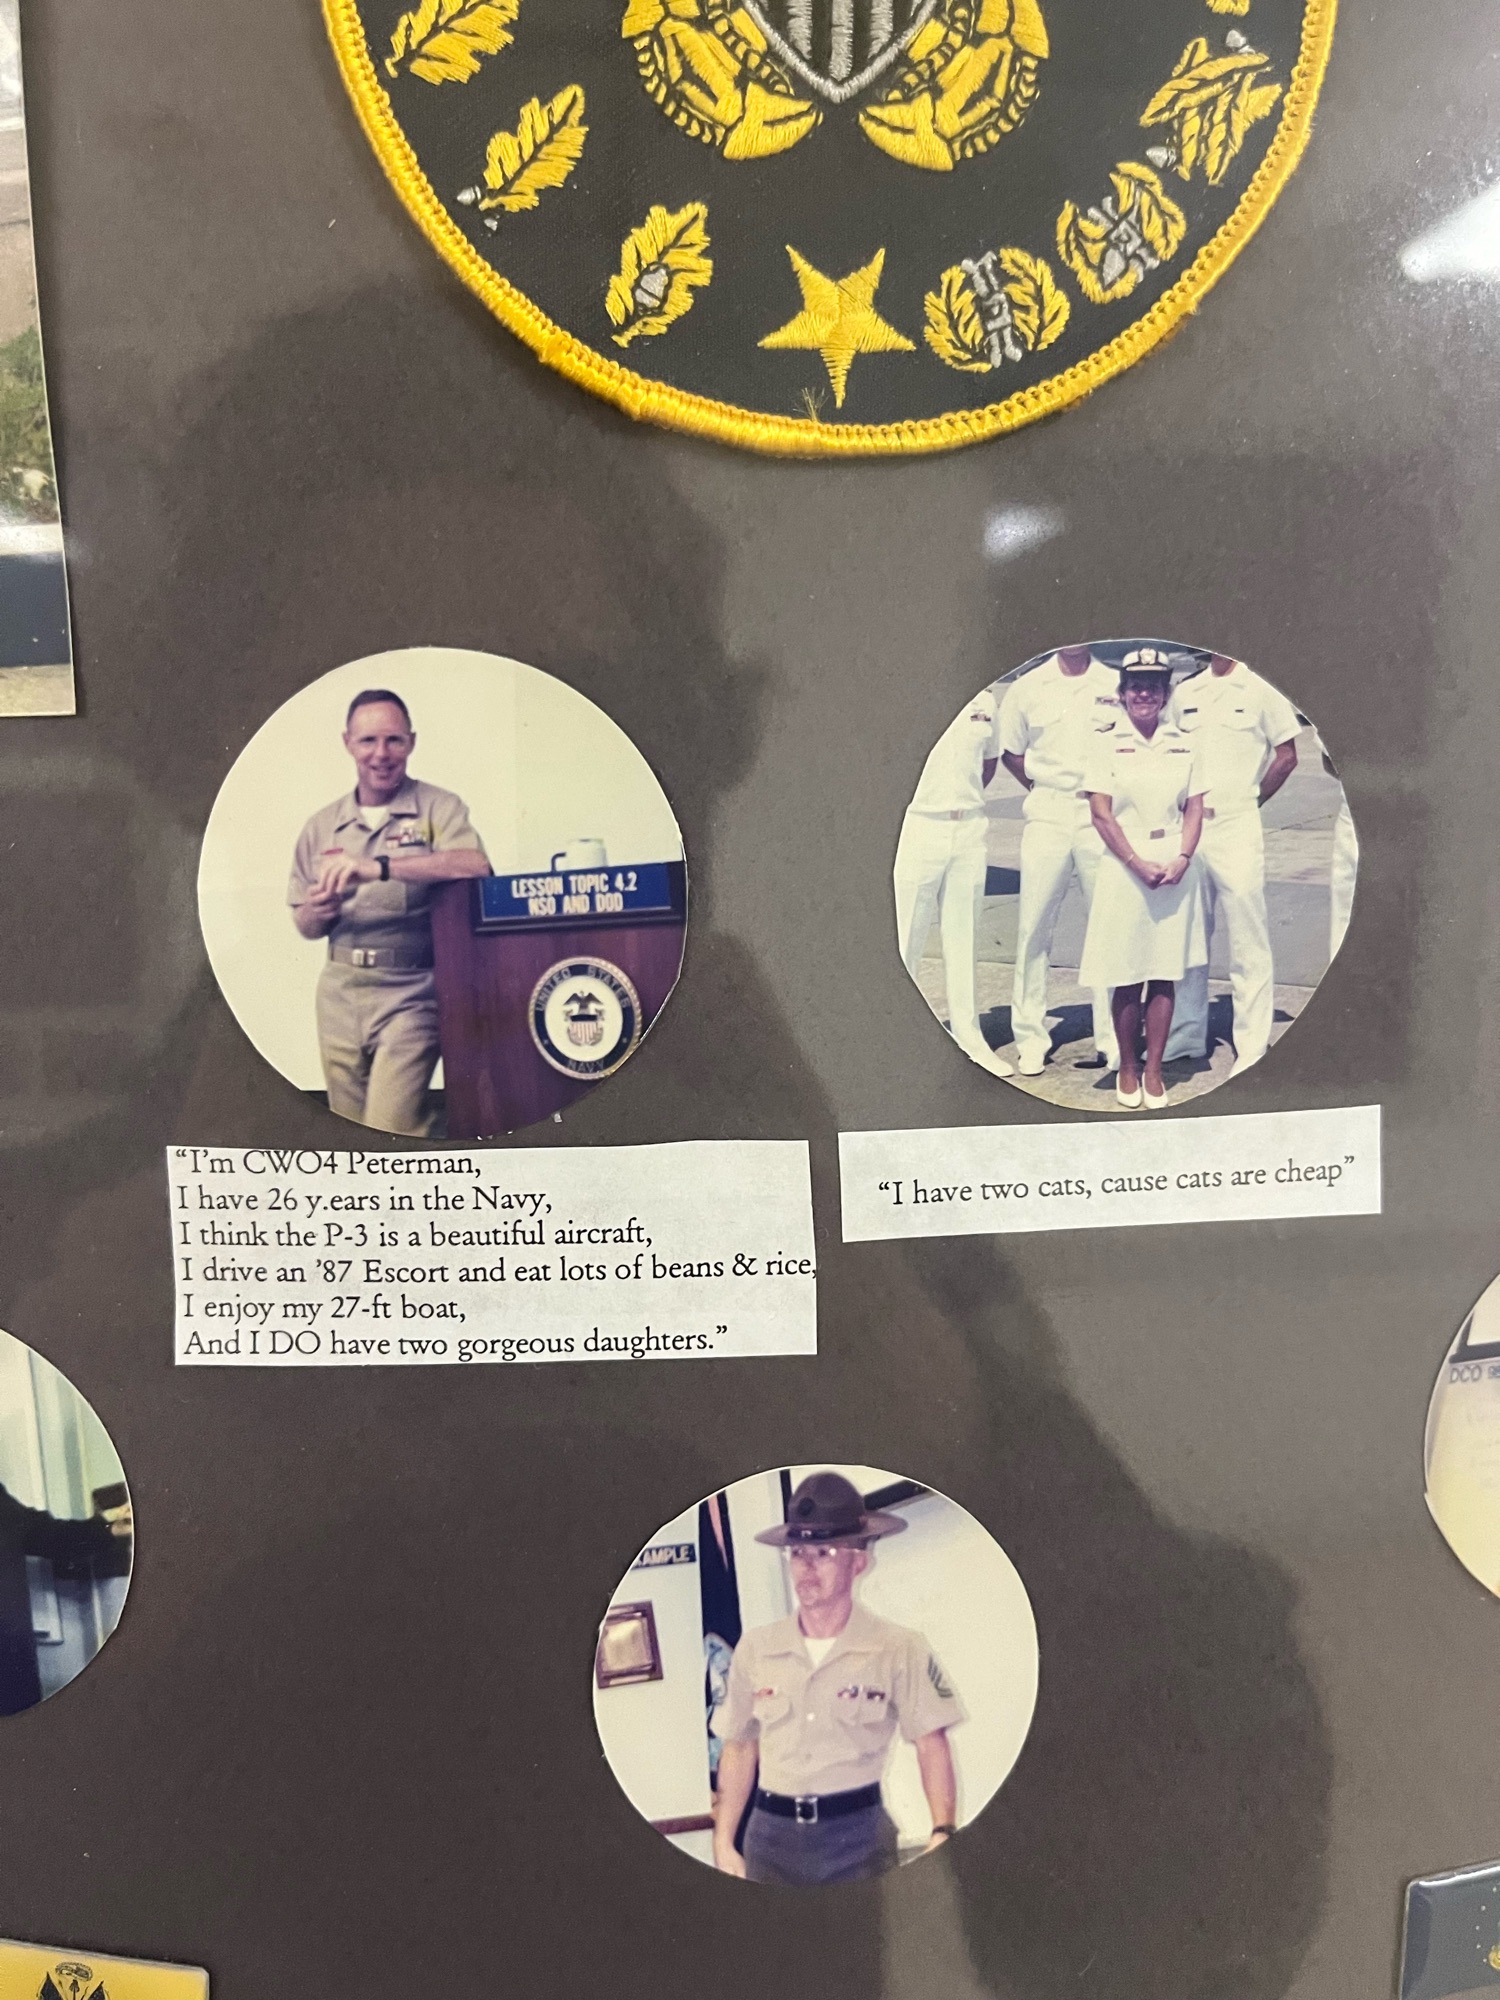 LESSON TOPIC 4.2
NSO AND DOD
UNITED STATES
NAVY
“I'm CWO4 Peterman,
I have 26 y.ears in the Navy,
I think the P-3 is a beautiful aircraft,
I drive an '87 Escort and eat lots of beans & rice,
I enjoy my 27-ft boat,
And I DO have two gorgeous daughters.”
“I have two cats, cause cats are cheap”
DCO
AMPLE